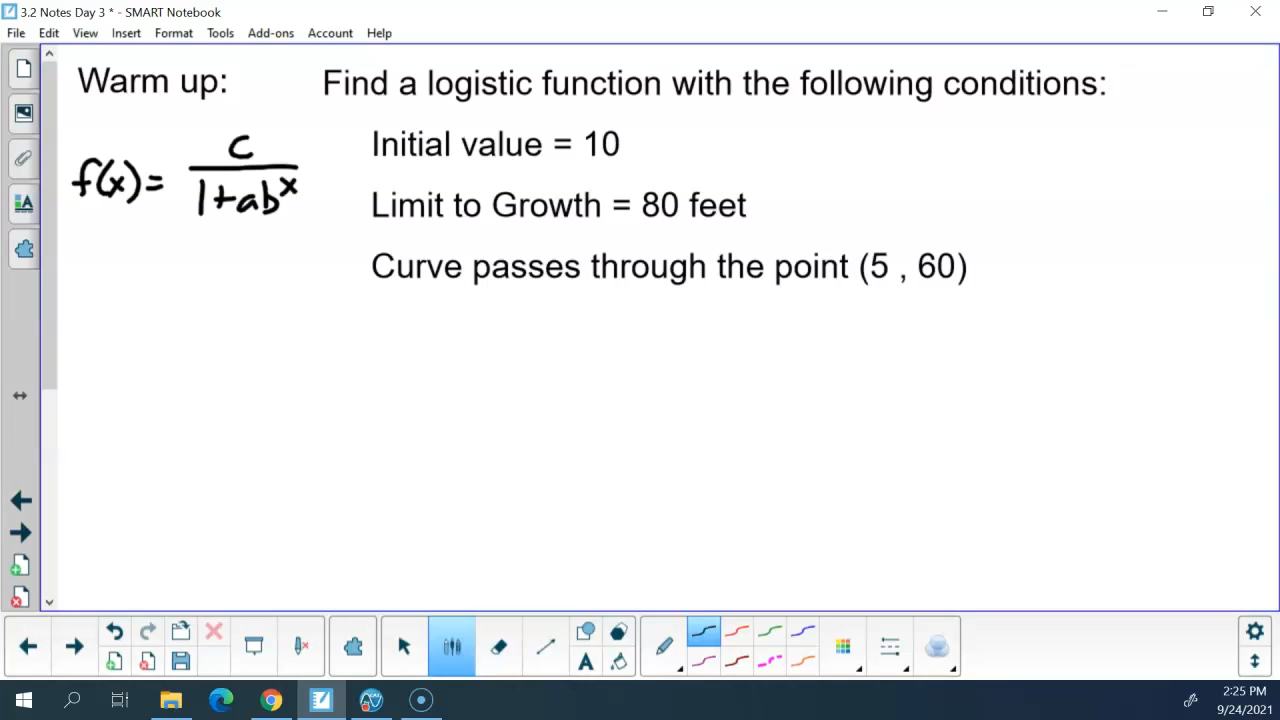 3.2 Notes Day 3 * - SMART Notebook
File Edit View Insert Format Tools Add-ons Account Help
Warm up: Find a logistic function with the following conditions:
Initial value = 10
f(x) = c / 1+ab^x
Limit to Growth = 80 feet
Curve passes through the point (5 , 60)
2:25 PM
9/24/2021